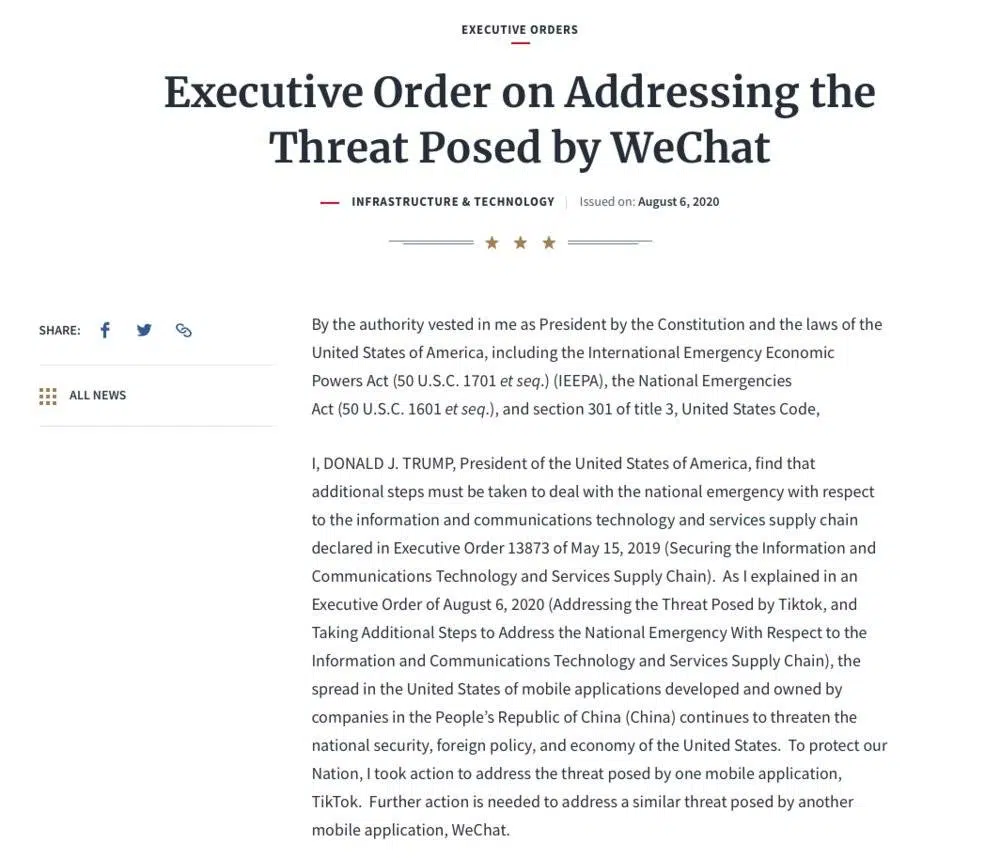 EXECUTIVE ORDERS
Executive Order on Addressing the
Threat Posed by WeChat
INFRASTRUCTURE & TECHNOLOGY Issued on: August 6, 2020
SHARE:
ALL NEWS
By the authority vested in me as President by the Constitution and the laws of the
United States of America, including the International Emergency Economic
Powers Act (50 U.S.C. 1701 et seq.) (IEEPA), the National Emergencies
Act (50 U.S.C. 1601 et seq.), and section 301 of title 3, United States Code,
I, DONALD J. TRUMP, President of the United States of America, find that
additional steps must be taken to deal with the national emergency with respect
to the information and communications technology and services supply chain
declared in Executive Order 13873 of May 15, 2019 (Securing the Information and
Communications Technology and Services Supply Chain).  As I explained in an
Executive Order of August 6, 2020 (Addressing the Threat Posed by Tiktok, and
Taking Additional Steps to Address the National Emergency With Respect to the
Information and Communications Technology and Services Supply Chain), the
spread in the United States of mobile applications developed and owned by
companies in the People’s Republic of China (China) continues to threaten the
national security, foreign policy, and economy of the United States.  To protect our
Nation, I took action to address the threat posed by one mobile application,
TikTok.  Further action is needed to address a similar threat posed by another
mobile application, WeChat.